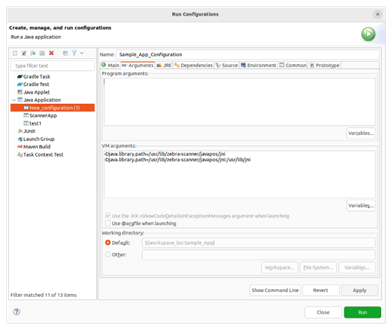 Run Configurations
Create, manage, and run configurations
Run a Java application
type filter text
Gradle Task
Gradle Test
Java Applet
Java Application
New_configuration (1)
ScannerApp
test1
JUnit
Launch Group
Maven Build
Task Context Test
Filter matched 11 of 13 items
Name: Sample_App_Configuration
Main Arguments JRE Dependencies Source Environment Common Prototype
Program arguments:
Variables...
VM arguments:
-Djava.library.path=/usr/lib/zebra-scanner/javapos/jni
-Djava.library.path=/usr/lib/zebra-scanner/javapos/jni:/usr/lib/jni
Variables...
Use the -XX:+ShowCodeDetailsInExceptionMessages argument when launching
Use @argfile when launching
Working directory:
Default: ${workspace_loc:Sample_App}
Other:
Workspace... File System... Variables...
Show Command Line Revert Apply
Close Run